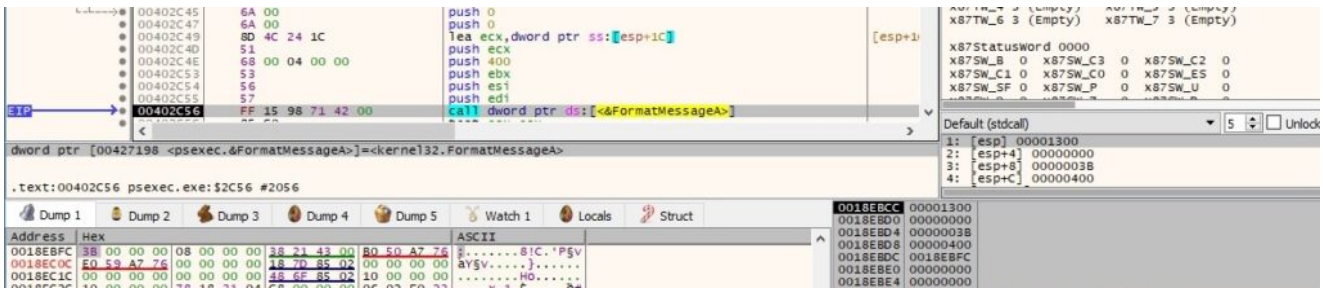 00402C45 6A 00 push 0
00402C47 6A 00 push 0
00402C49 8D 4C 24 1C lea ecx,dword ptr ss:[esp+1C] [esp+1
00402C4D 51 push ecx
00402C4E 68 00 04 00 00 push 400
00402C53 53 push ebx
00402C54 56 push esi
00402C55 57 push edi
EIP 00402C56 FF 15 98 71 42 00 call dword ptr ds:[<&FormatMessageA>]
x87TW_6 3 (Empty) x87TW_7 3 (Empty)
x87StatusWord 0000
x87SW_B 0 x87SW_C3 0 x87SW_C2 0
x87SW_C1 0 x87SW_C0 0 x87SW_ES 0
x87SW_SF 0 x87SW_P 0 x87SW_U 0
Default (stdcall) 5 Unlock
1: [esp] 00001300
2: [esp+4] 00000000
3: [esp+8] 0000003B
4: [esp+C] 00000400
dword ptr [00427198 <psexec.&FormatMessageA>]=<kernel32.FormatMessageA>
.text:00402C56 psexec.exe:$2C56 #2056
Dump 1 Dump 2 Dump 3 Dump 4 Dump 5 Watch 1 Locals Struct
Address Hex ASCII
0018EBFC 3B 00 00 00 08 00 00 00 38 21 43 00 B0 50 A7 76 ;.......8!C.°P§v
0018EC0C E0 59 A7 76 00 00 00 00 18 7D 85 02 00 00 00 00 aY§v.....}......
0018EC1C 00 00 00 00 00 00 00 00 48 6F 85 02 10 00 00 00 ........Ho......
0018EBCC 00001300
0018EBD0 00000000
0018EBD4 0000003B
0018EBD8 00000400
0018EBDC 0018EBFC
0018EBE0 00000000
0018EBE4 00000000